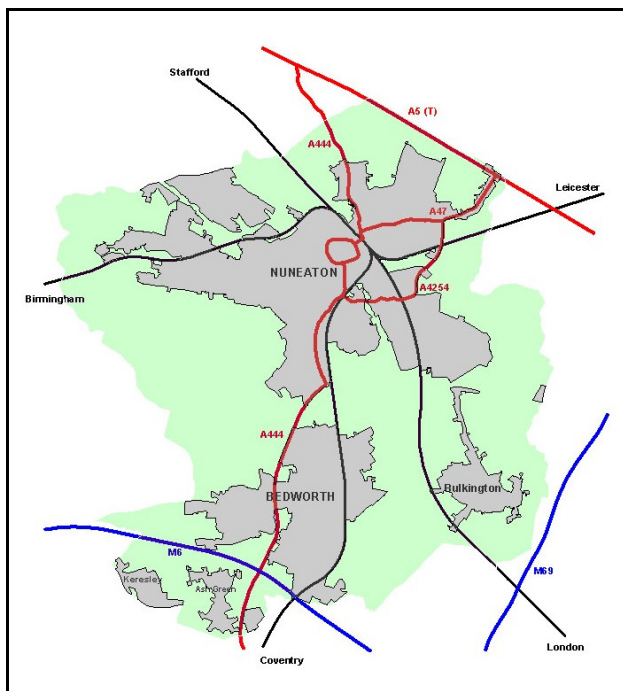 Stafford
A5 (T)
A444
Leicester
A47
NUNEATON
Birmingham
A4254
A444
BEDWORTH
Bulkington
M6
Keresley
Ash Green
M69
London
Coventry